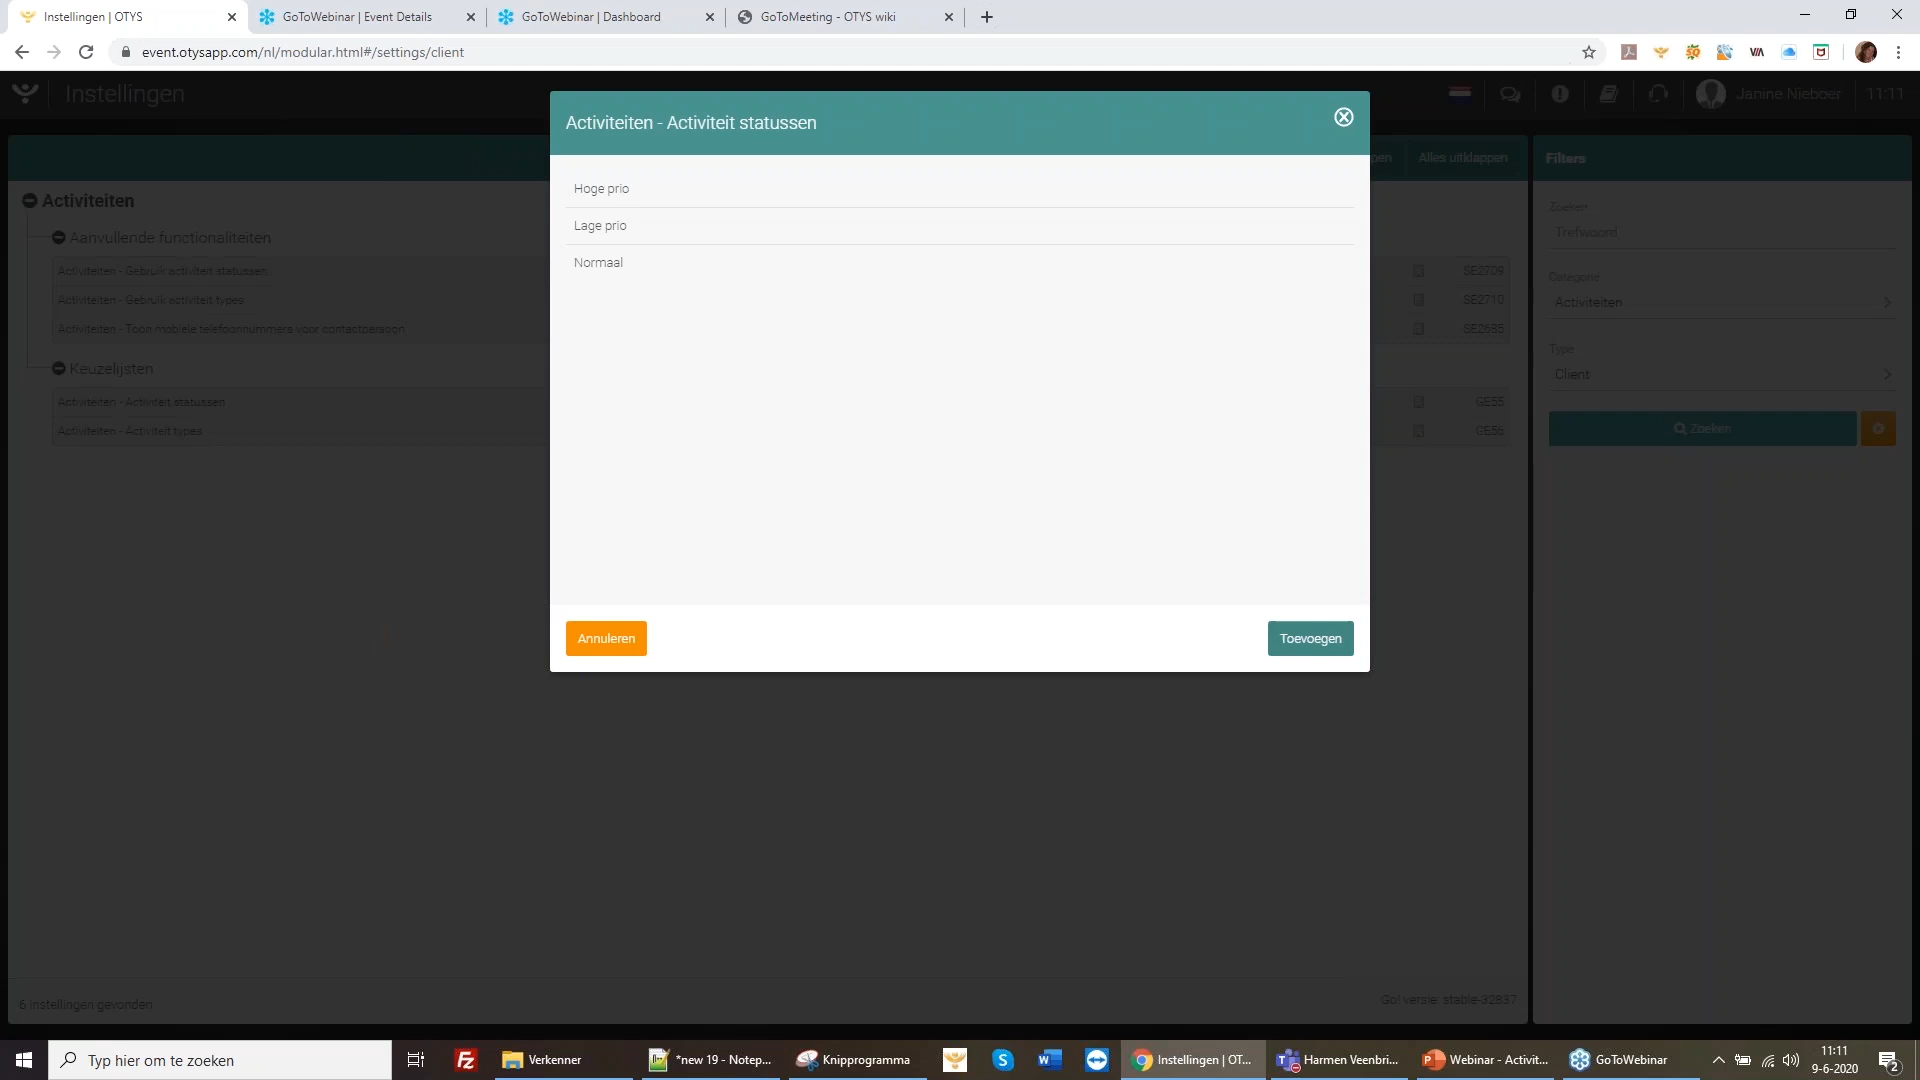 Instellingen | OTYS
GoToWebinar | Event Details
GoToWebinar | Dashboard
GoToMeeting - OTYS wiki
event.otysapp.com/nl/modular.html#/settings/client
Instellingen
Janine Nieboer
11:11
Activiteiten - Activiteit statussen
Alles uitklappen
Filters
Hoge prio
Lage prio
Normaal
Annuleren
Toevoegen
Activiteiten
Aanvullende functionaliteiten
Activiteiten - Gebruik activiteit statussen
SE2709
Activiteiten - Gebruik activiteit types
SE2710
Activiteiten - Toon mobiele telefoonnummers voor contactpersoon
SE2685
Keuzelijsten
Activiteiten - Activiteit statussen
GE55
Activiteiten - Activiteit types
GE56
Zoeken
Trefwoord
Categorie
Activiteiten
Type
Client
Zoeken
6 instellingen gevonden
Go! versie: stable-32837
Typ hier om te zoeken
Verkenner
*new 19 - Notep...
Knipprogramma
Instellingen | OT...
Harmen Veenbri...
Webinar - Activit...
GoToWebinar
11:11
9-6-2020
2